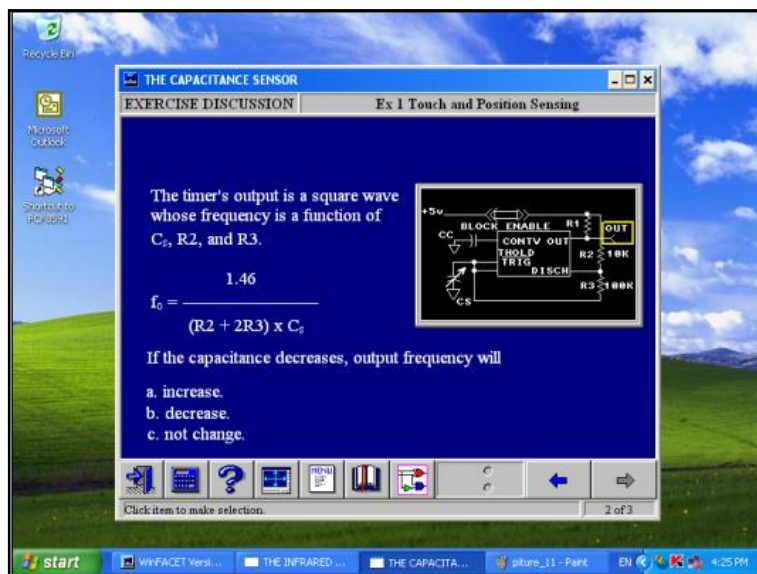 Recycle Bin
Microsoft
Outlook
Shortcut to
THE CAPACITANCE SENSOR
EXERCISE DISCUSSION
Ex 1 Touch and Position Sensing
The timer's output is a square wave
whose frequency is a function of
Cs, R2, and R3.
1.46
f0 =
(R2 + 2R3) x Cs
+5v
BLOCK ENABLE
R1
OUT
CC
CONTV OUT
THOLD
TRIG
R2 10K
DISCH
R3 100K
CS
If the capacitance decreases, output frequency will
a. increase.
b. decrease.
c. not change.
MENU
Click item to make selection.
2 of 3
start
WinFACET Versi...
THE INFRARED ...
THE CAPACITA...
piture_11 - Paint
EN
4:25 PM